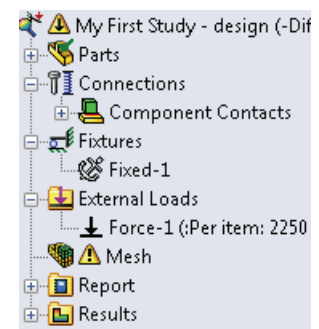 My First Study - design (-Dif
Parts
Connections
Component Contacts
Fixtures
Fixed-1
External Loads
Force-1 (:Per item: 2250
Mesh
Report
Results